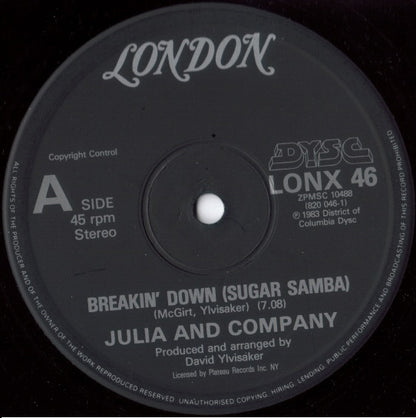 LONDON
DYSC
Copyright Control
LONX 46
A
SIDE
45 rpm
Stereo
ZPMSC 10488
(820 046-1)
℗ 1983 District of
Columbia Dysc
BREAKIN' DOWN (SUGAR SAMBA)
(McGirt, Ylvisaker) (7.08)
JULIA AND COMPANY
Produced and arranged by
David Ylvisaker
Licensed by Plateau Records Inc. NY
ALL RIGHTS OF THE PRODUCER AND OF THE OWNER OF THE WORK REPRODUCED RESERVED. UNAUTHORISED COPYING, HIRING, LENDING, PUBLIC PERFORMANCE AND BROADCASTING OF THIS RECORD PROHIBITED